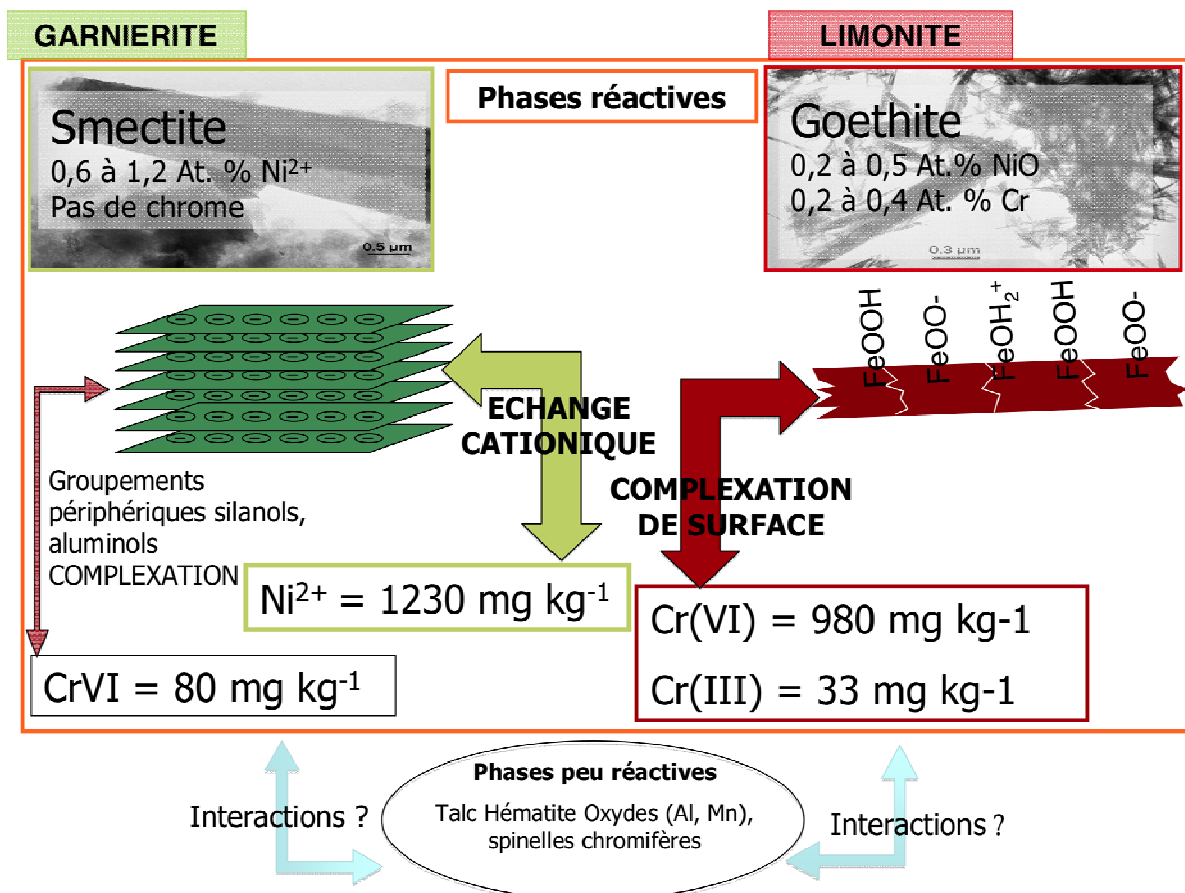 GARNIERITE
LIMONITE
Phases réactives
Smectite
0,6 à 1,2 At. % Ni²⁺
Pas de chrome
0.5 µm
Goethite
0,2 à 0,5 At.% NiO
0,2 à 0,4 At. % Cr
0.3 µm
FeOOH
FeOO-
FeOH₂⁺
FeOOH
FeOO-
ECHANGE
CATIONIQUE
COMPLEXATION
DE SURFACE
Groupements
périphériques silanols,
aluminols
COMPLEXATION
Ni²⁺ = 1230 mg kg⁻¹
Cr(VI) = 980 mg kg-1
Cr(III) = 33 mg kg-1
CrVI = 80 mg kg⁻¹
Phases peu réactives
Talc Hématite Oxydes (Al, Mn),
spinelles chromifères
Interactions ?
Interactions ?